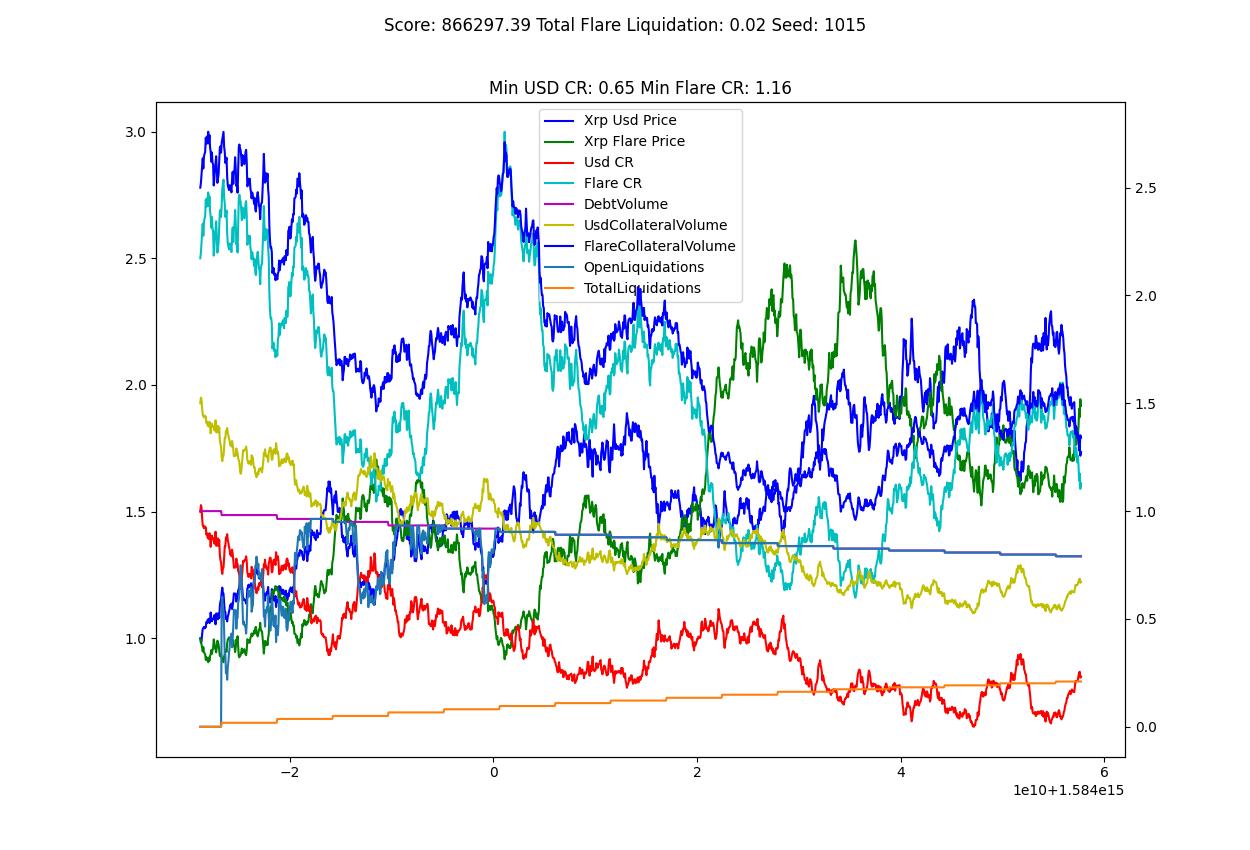 Score: 866297.39 Total Flare Liquidation: 0.02 Seed: 1015
Min USD CR: 0.65 Min Flare CR: 1.16
Xrp Usd Price
Xrp Flare Price
Usd CR
Flare CR
DebtVolume
UsdCollateralVolume
FlareCollateralVolume
OpenLiquidations
TotalLiquidations
3.0
2.5
2.0
1.5
1.0
2.5
2.0
1.5
1.0
0.5
0.0
−2 0 2 4 6
1e10+1.584e15